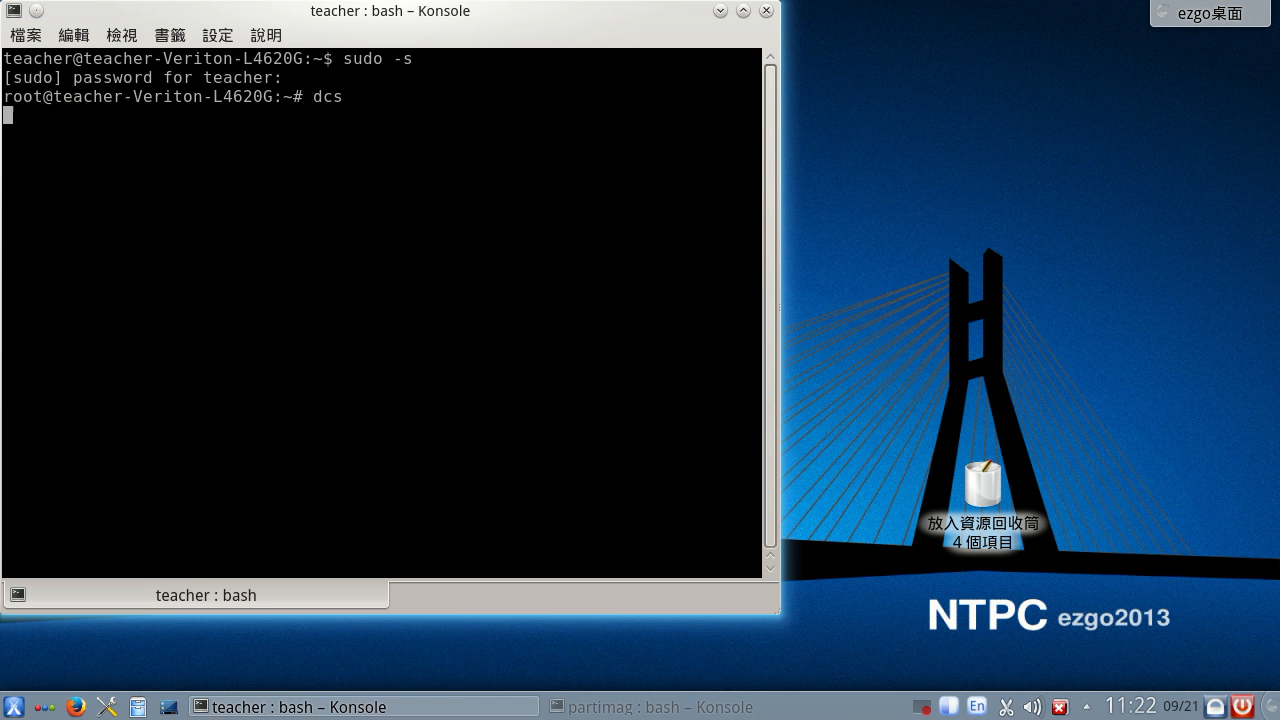 teacher : bash – Konsole
檔案 編輯 檢視 書籤 設定 說明
teacher@teacher-Veriton-L4620G:~$ sudo -s
[sudo] password for teacher:
root@teacher-Veriton-L4620G:~# dcs
teacher : bash
ezgo桌面
放入資源回收筒
4 個項目
NTPC ezgo2013
teacher : bash – Konsole
partimag : bash – Konsole
En
11:22
09/21